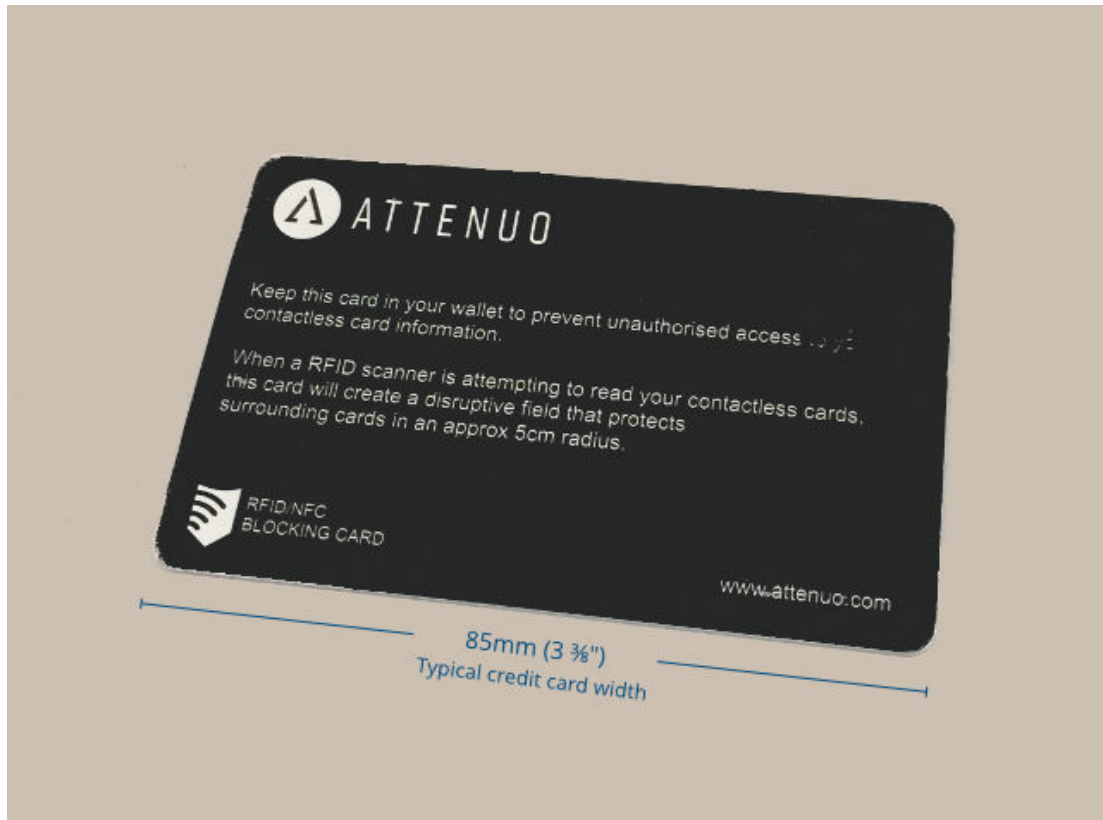 ATTENUO
Keep this card in your wallet to prevent unauthorised access
contactless card information.
When a RFID scanner is attempting to read your contactless cards,
this card will create a disruptive field that protects
surrounding cards in an approx 5cm radius.
RFID/NFC
BLOCKING CARD
www.attenuo.com
85mm (3 ⅜")
Typical credit card width